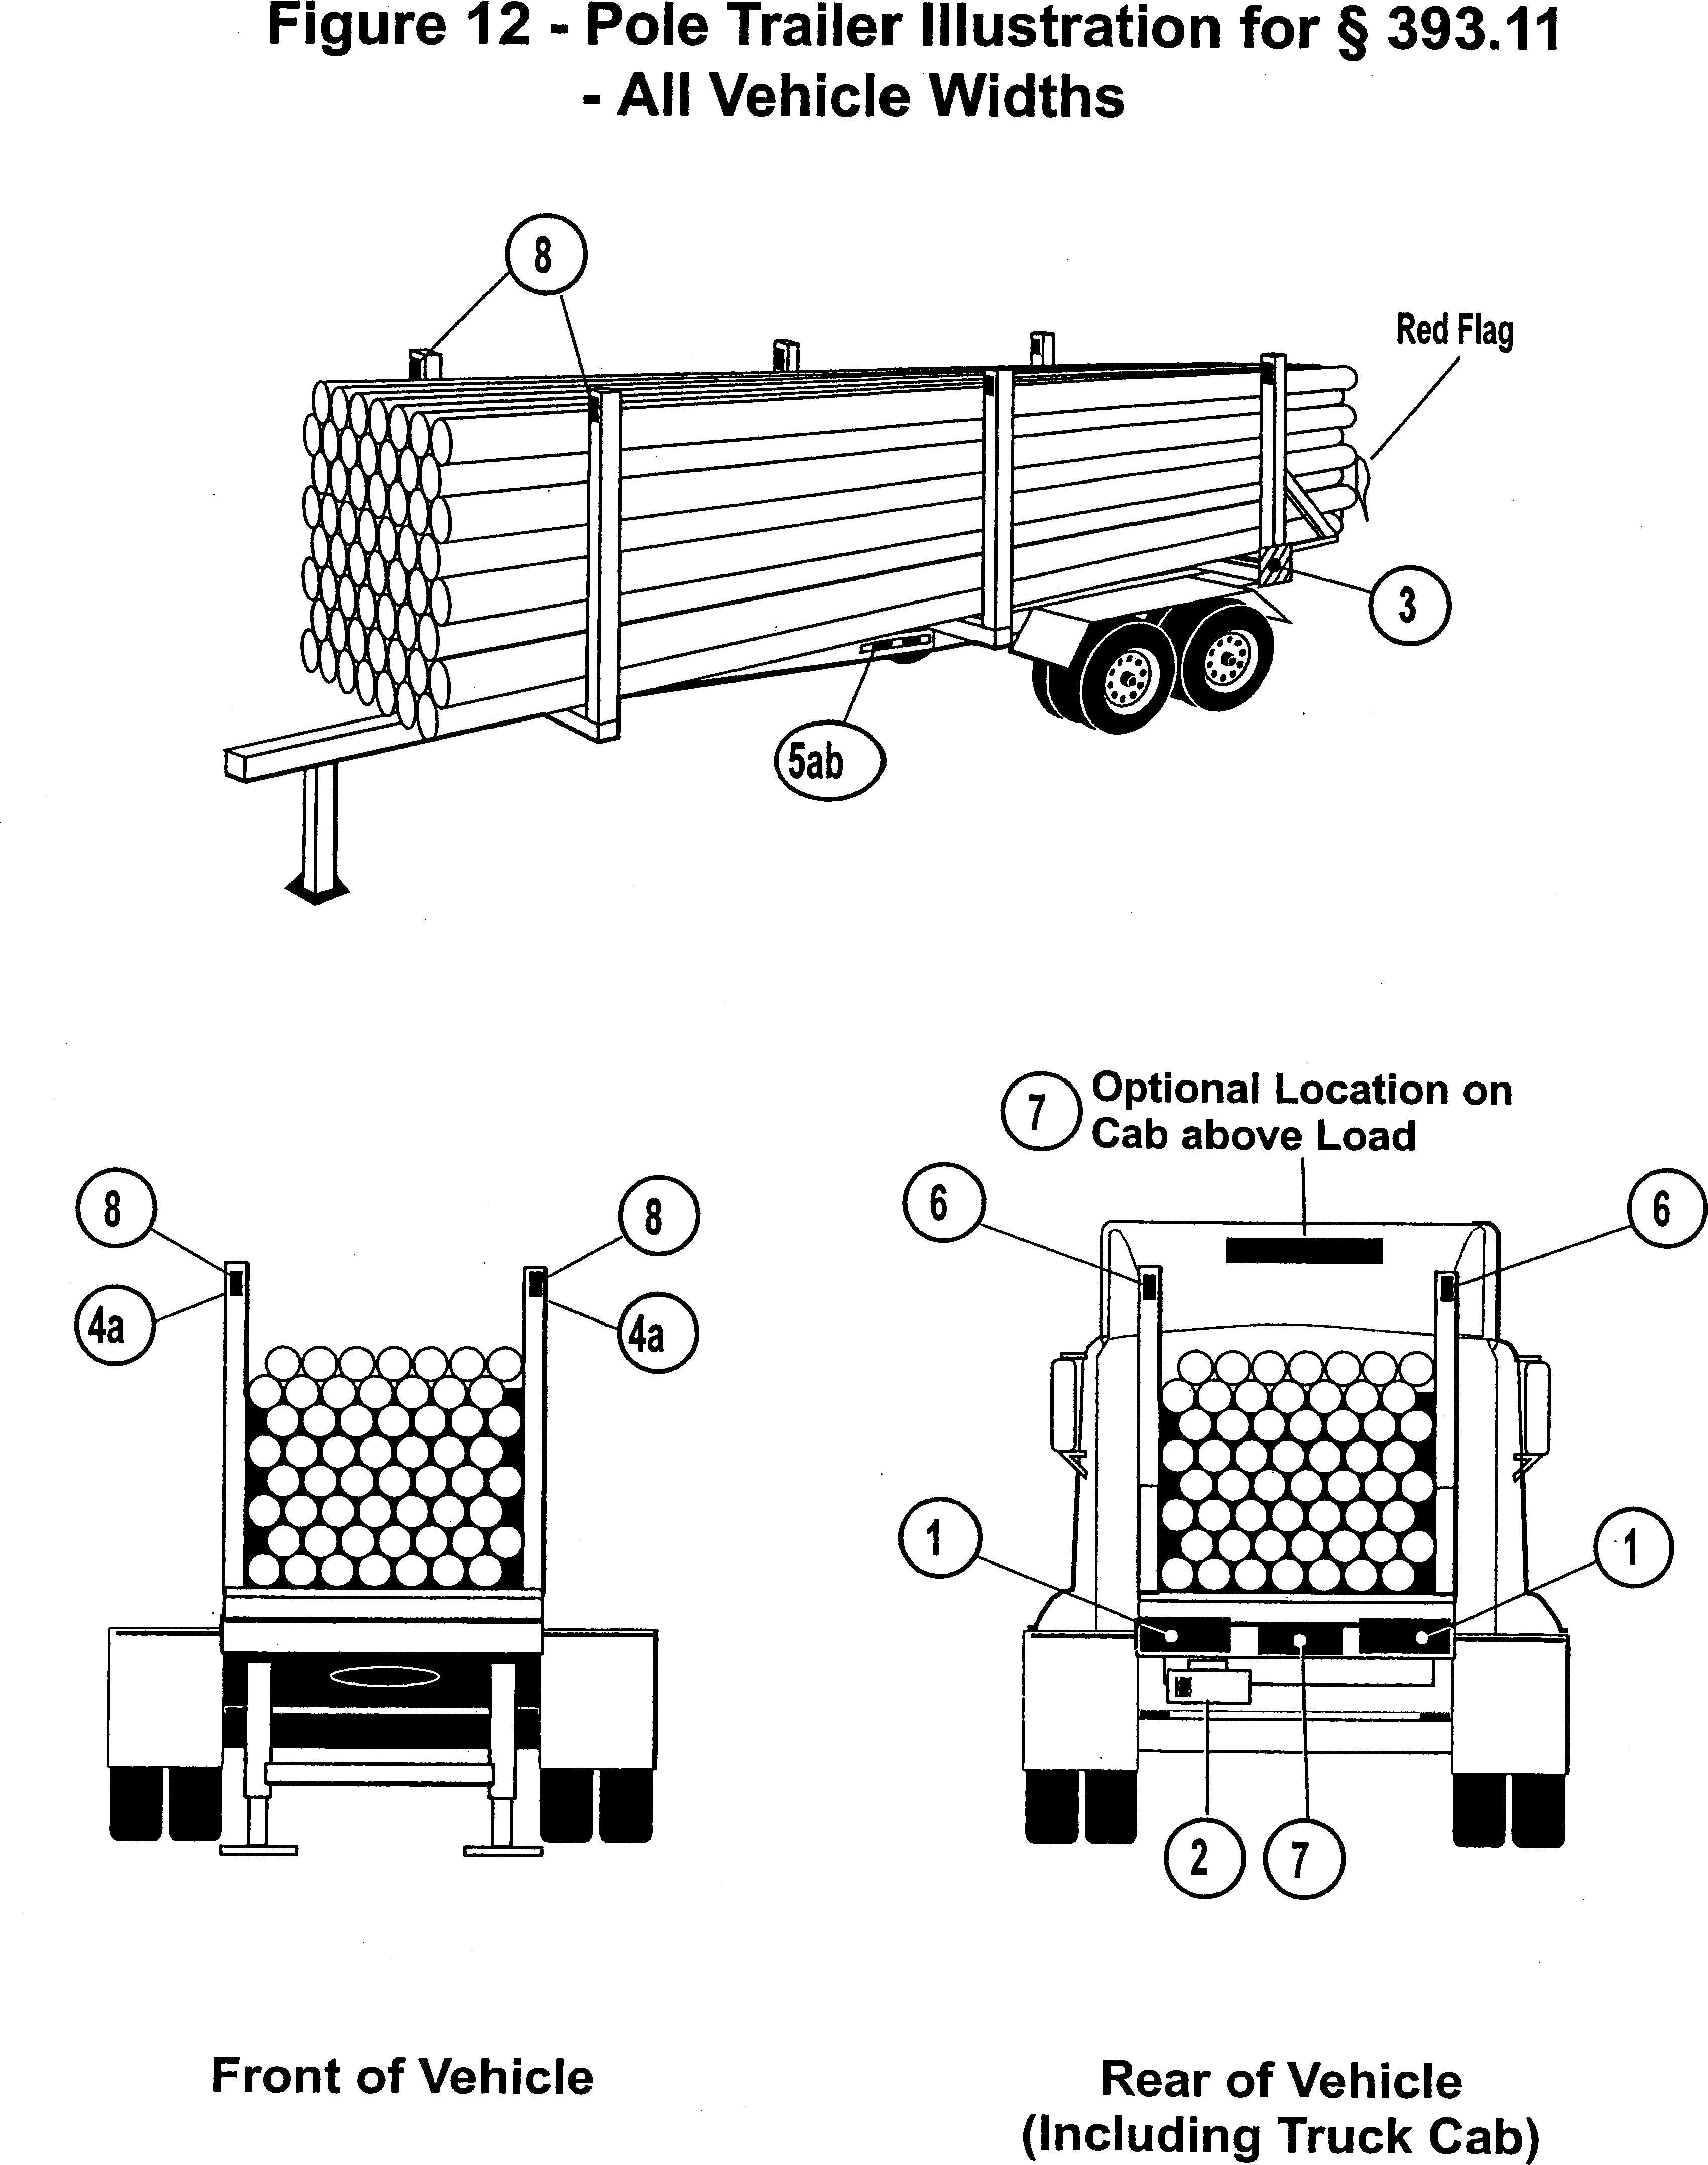 Figure 12 - Pole Trailer Illustration for § 393.11
- All Vehicle Widths
8
Red Flag
3
5ab
7 Optional Location on
Cab above Load
8
8
6
6
4a
4a
1
1
2
7
Front of Vehicle
Rear of Vehicle
(Including Truck Cab)